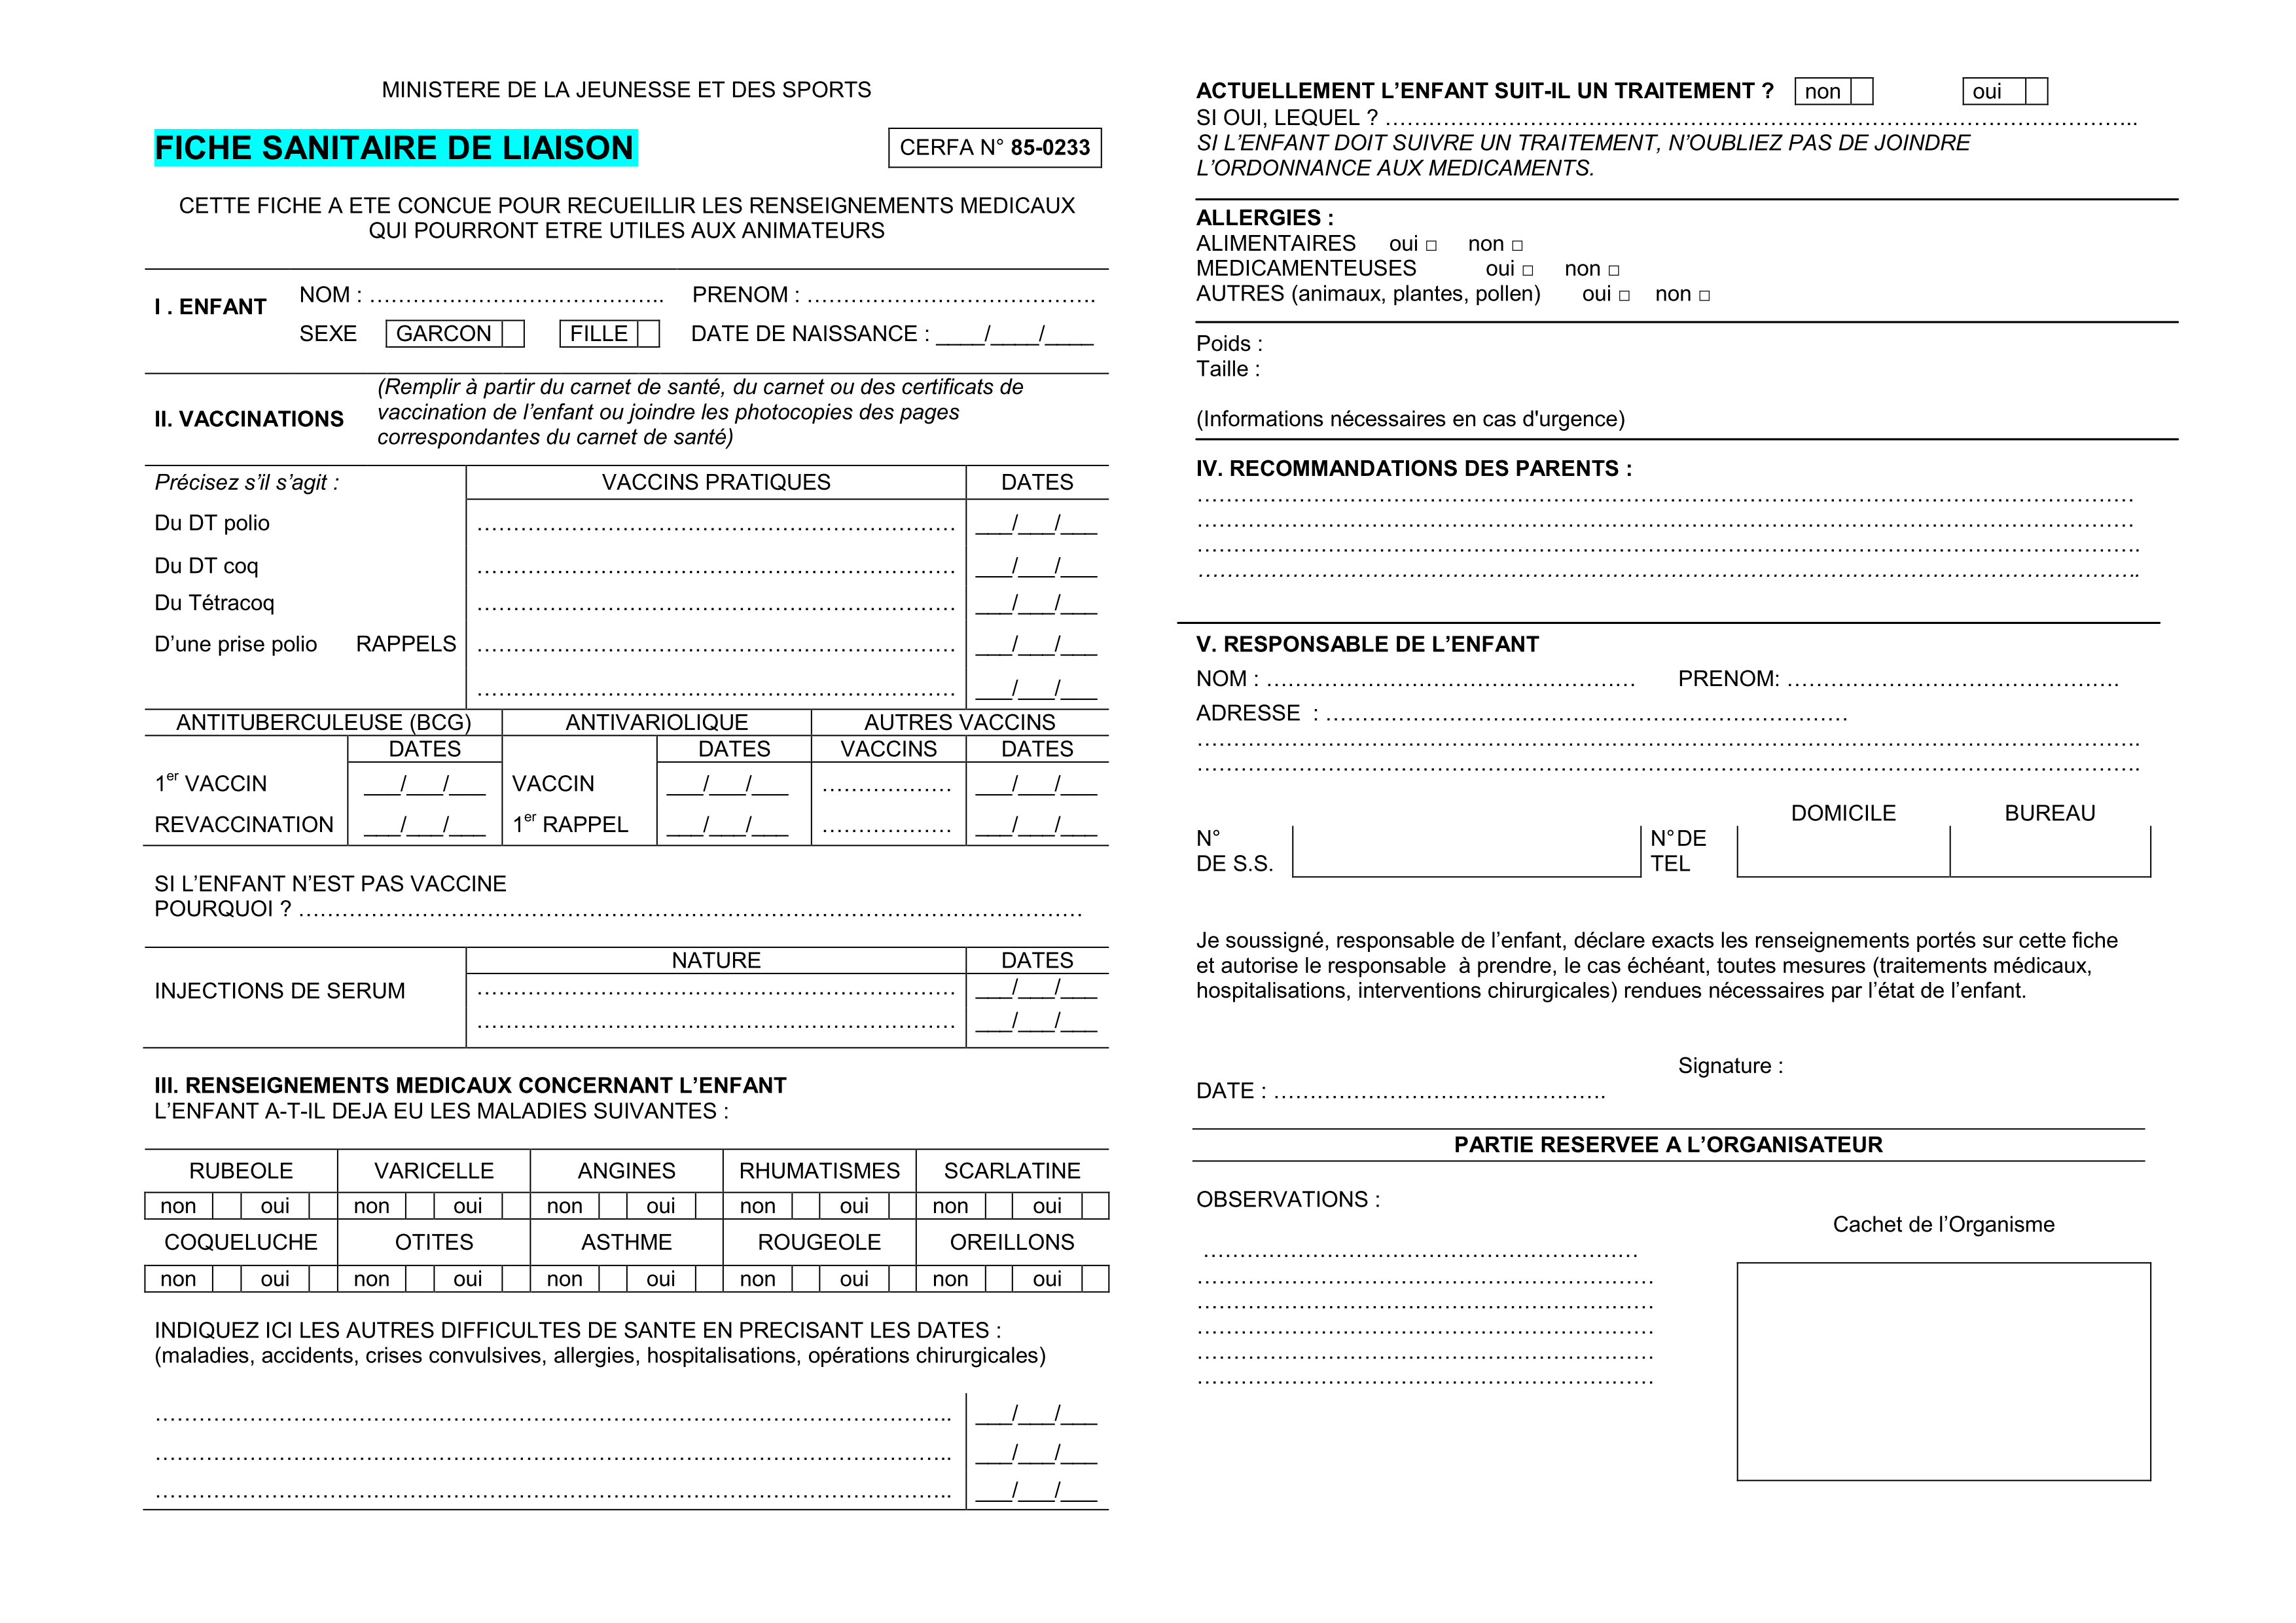 MINISTERE DE LA JEUNESSE ET DES SPORTS
FICHE SANITAIRE DE LIAISON
CERFA N° 85-0233
CETTE FICHE A ETE CONCUE POUR RECUEILLIR LES RENSEIGNEMENTS MEDICAUX
QUI POURRONT ETRE UTILES AUX ANIMATEURS
I . ENFANT
NOM : ………………………………….. PRENOM : ………………………………….
SEXE GARCON FILLE DATE DE NAISSANCE : ____/____/____
II. VACCINATIONS
(Remplir à partir du carnet de santé, du carnet ou des certificats de
vaccination de l’enfant ou joindre les photocopies des pages
correspondantes du carnet de santé)
Précisez s’il s’agit : VACCINS PRATIQUES DATES
Du DT polio ………………………………………………………… ___/___/___
Du DT coq ………………………………………………………… ___/___/___
Du Tétracoq ………………………………………………………… ___/___/___
D’une prise polio RAPPELS ………………………………………………………… ___/___/___
………………………………………………………… ___/___/___
ANTITUBERCULEUSE (BCG) ANTIVARIOLIQUE AUTRES VACCINS
DATES DATES VACCINS DATES
1er VACCIN ___/___/___ VACCIN ___/___/___ ……………… ___/___/___
REVACCINATION ___/___/___ 1er RAPPEL ___/___/___ ……………… ___/___/___
SI L’ENFANT N’EST PAS VACCINE
POURQUOI ? ………………………………………………………………………………………………
NATURE DATES
INJECTIONS DE SERUM ………………………………………………………… ___/___/___
………………………………………………………… ___/___/___
III. RENSEIGNEMENTS MEDICAUX CONCERNANT L’ENFANT
L’ENFANT A-T-IL DEJA EU LES MALADIES SUIVANTES :
RUBEOLE VARICELLE ANGINES RHUMATISMES SCARLATINE
non oui non oui non oui non oui non oui
COQUELUCHE OTITES ASTHME ROUGEOLE OREILLONS
non oui non oui non oui non oui non oui
INDIQUEZ ICI LES AUTRES DIFFICULTES DE SANTE EN PRECISANT LES DATES :
(maladies, accidents, crises convulsives, allergies, hospitalisations, opérations chirurgicales)
……………………………………………………………………………………………….. ___/___/___
……………………………………………………………………………………………….. ___/___/___
……………………………………………………………………………………………….. ___/___/___
ACTUELLEMENT L’ENFANT SUIT-IL UN TRAITEMENT ? non oui
SI OUI, LEQUEL ? …………………………………………………………………………………………..
SI L’ENFANT DOIT SUIVRE UN TRAITEMENT, N’OUBLIEZ PAS DE JOINDRE
L’ORDONNANCE AUX MEDICAMENTS.
ALLERGIES :
ALIMENTAIRES oui □ non □
MEDICAMENTEUSES oui □ non □
AUTRES (animaux, plantes, pollen) oui □ non □
Poids :
Taille :
(Informations nécessaires en cas d'urgence)
IV. RECOMMANDATIONS DES PARENTS :
…………………………………………………………………………………………………………………
…………………………………………………………………………………………………………………
………………………………………………………………………………………………………………….
………………………………………………………………………………………………………………….
V. RESPONSABLE DE L’ENFANT
NOM : …………………………………………… PRENOM: ……………………………………….
ADRESSE : ………………………………………………………………
………………………………………………………………………………………………………………….
………………………………………………………………………………………………………………….
DOMICILE BUREAU
N° N° DE
DE S.S. TEL
Je soussigné, responsable de l’enfant, déclare exacts les renseignements portés sur cette fiche
et autorise le responsable à prendre, le cas échéant, toutes mesures (traitements médicaux,
hospitalisations, interventions chirurgicales) rendues nécessaires par l’état de l’enfant.
Signature :
DATE : ……………………………………….
PARTIE RESERVEE A L’ORGANISATEUR
OBSERVATIONS :
Cachet de l’Organisme
……………………………………………………
………………………………………………………
………………………………………………………
………………………………………………………
………………………………………………………
………………………………………………………